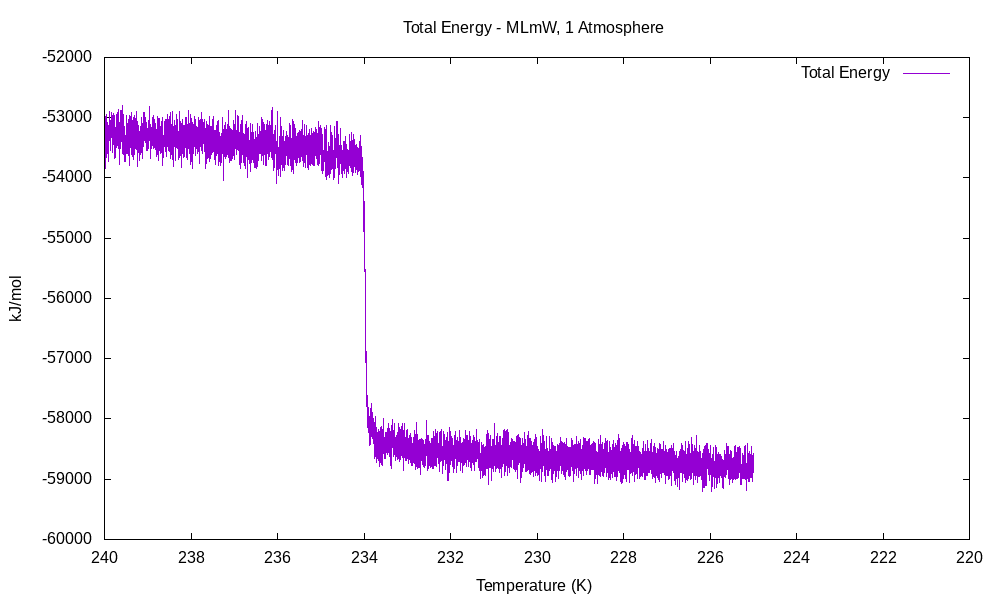 Total Energy - MLmW, 1 Atmosphere
Total Energy
-52000
-53000
-54000
-55000
-56000
-57000
-58000
-59000
-60000
kJ/mol
240 238 236 234 232 230 228 226 224 222 220
Temperature (K)